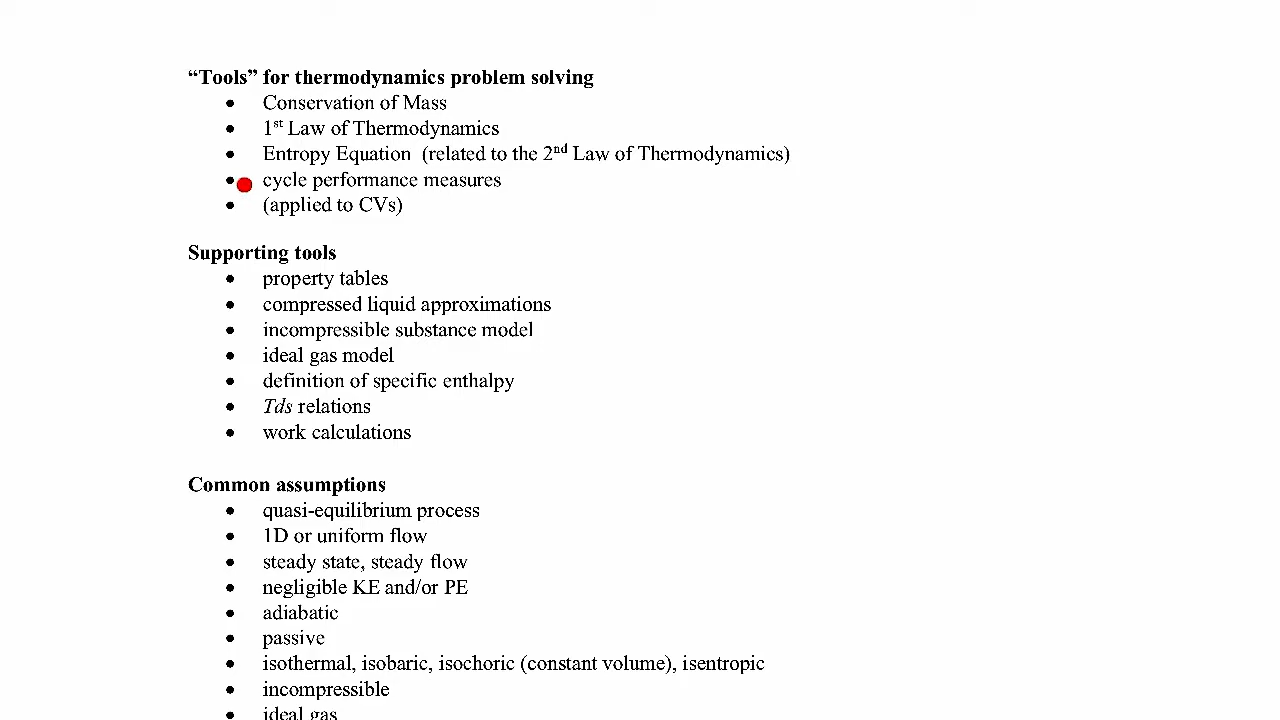 “Tools” for thermodynamics problem solving
• Conservation of Mass
• 1st Law of Thermodynamics
• Entropy Equation (related to the 2nd Law of Thermodynamics)
• cycle performance measures
• (applied to CVs)
Supporting tools
• property tables
• compressed liquid approximations
• incompressible substance model
• ideal gas model
• definition of specific enthalpy
• Tds relations
• work calculations
Common assumptions
• quasi-equilibrium process
• 1D or uniform flow
• steady state, steady flow
• negligible KE and/or PE
• adiabatic
• passive
• isothermal, isobaric, isochoric (constant volume), isentropic
• incompressible
• ideal gas